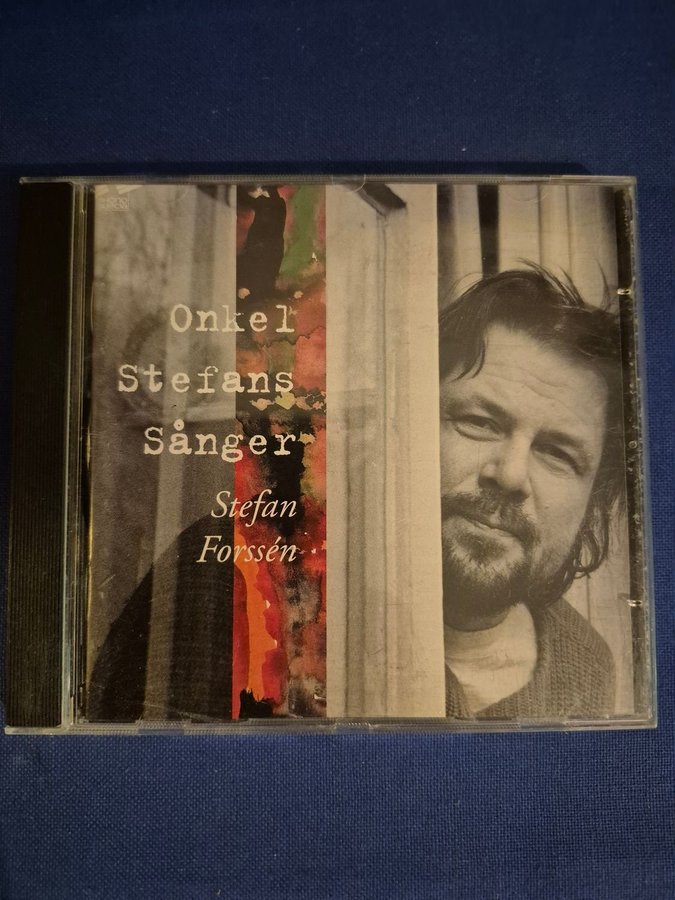 Onkel
Stefans
Sånger
Stefan
Forssén